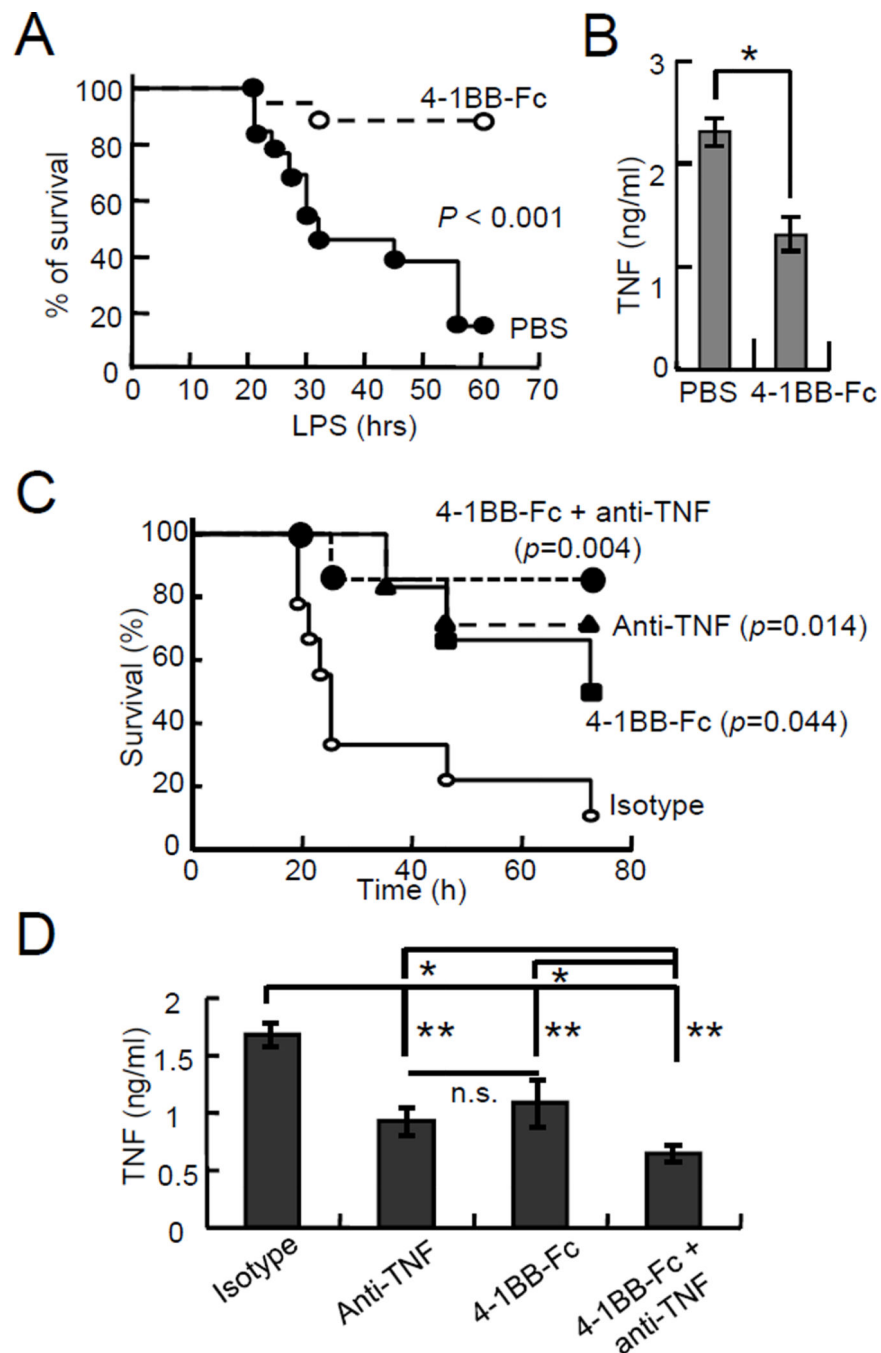 A
% of survival
100
80
60
40
20
0
4-1BB-Fc
P < 0.001
PBS
0 10 20 30 40 50 60 70
LPS (hrs)
B
TNF (ng/ml)
3
2
1
0
*
PBS 4-1BB-Fc
C
Survival (%)
100
80
60
40
20
0
4-1BB-Fc + anti-TNF
(p=0.004)
Anti-TNF (p=0.014)
4-1BB-Fc (p=0.044)
Isotype
0 20 40 60 80
Time (h)
D
TNF (ng/ml)
2
1.5
1
0.5
0
* *
** ** **
n.s.
Isotype
Anti-TNF
4-1BB-Fc
4-1BB-Fc +
anti-TNF